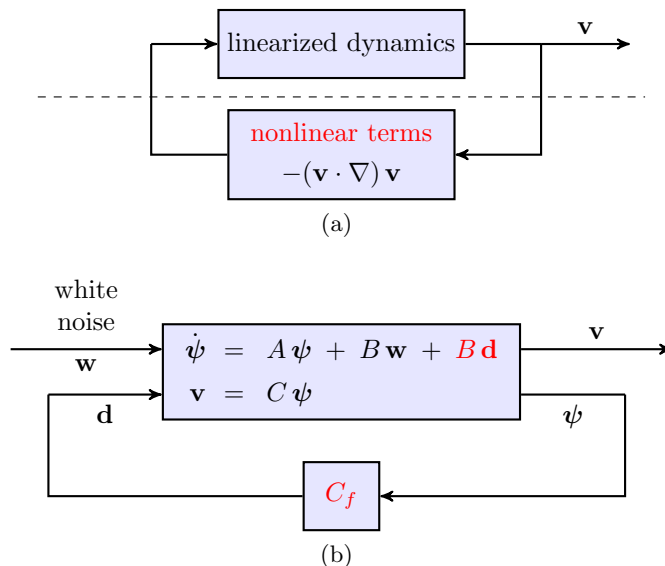 linearized dynamics
v
nonlinear terms
−(v · ∇) v
(a)
white
noise
w
d
ψ̇ = A ψ + B w + B d
v = C ψ
v
ψ
C_f
(b)